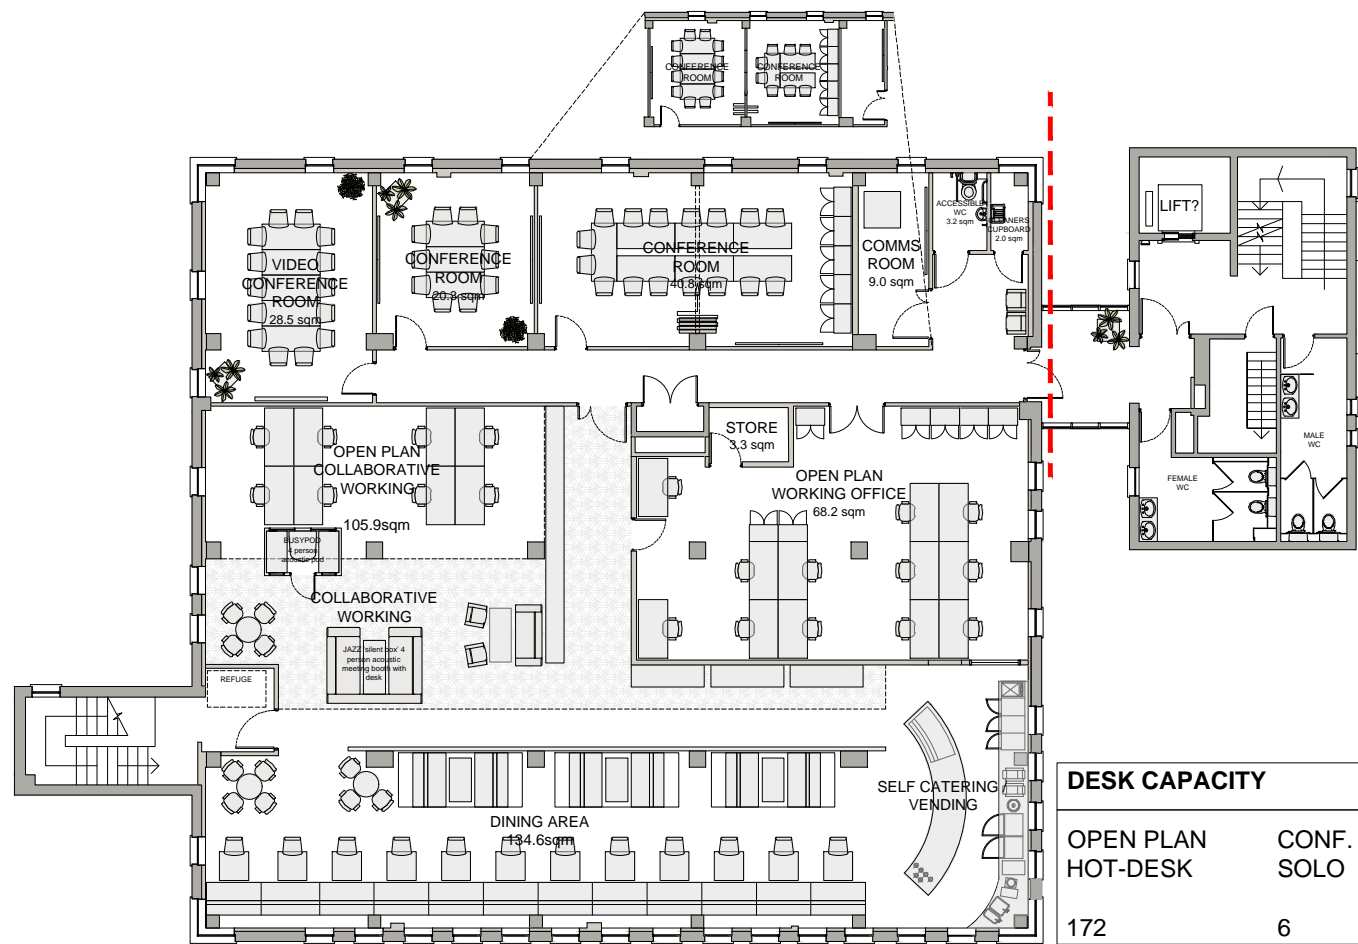 CONFERENCE
ROOM
CONFERENCE
ROOM
LIFT?
ACCESSIBLE
WC
3.2 sqm
CLEANERS
CUPBOARD
2.0 sqm
VIDEO
CONFERENCE
ROOM
28.5 sqm
CONFERENCE
ROOM
20.3 sqm
CONFERENCE
ROOM
40.8 sqm
COMMS
ROOM
9.0 sqm
STORE
3.3 sqm
OPEN PLAN
COLLABORATIVE
WORKING
105.9sqm
OPEN PLAN
WORKING OFFICE
68.2 sqm
MALE
WC
FEMALE
WC
BUSYPOD
4 person
acoustic pod
COLLABORATIVE
WORKING
JAZZ 'silent box' 4
person acoustic
meeting booth with
desk
REFUGE
SELF CATERING /
VENDING
DINING AREA
134.6sqm
DESK CAPACITY
OPEN PLAN CONF.
HOT-DESK SOLO
172 6